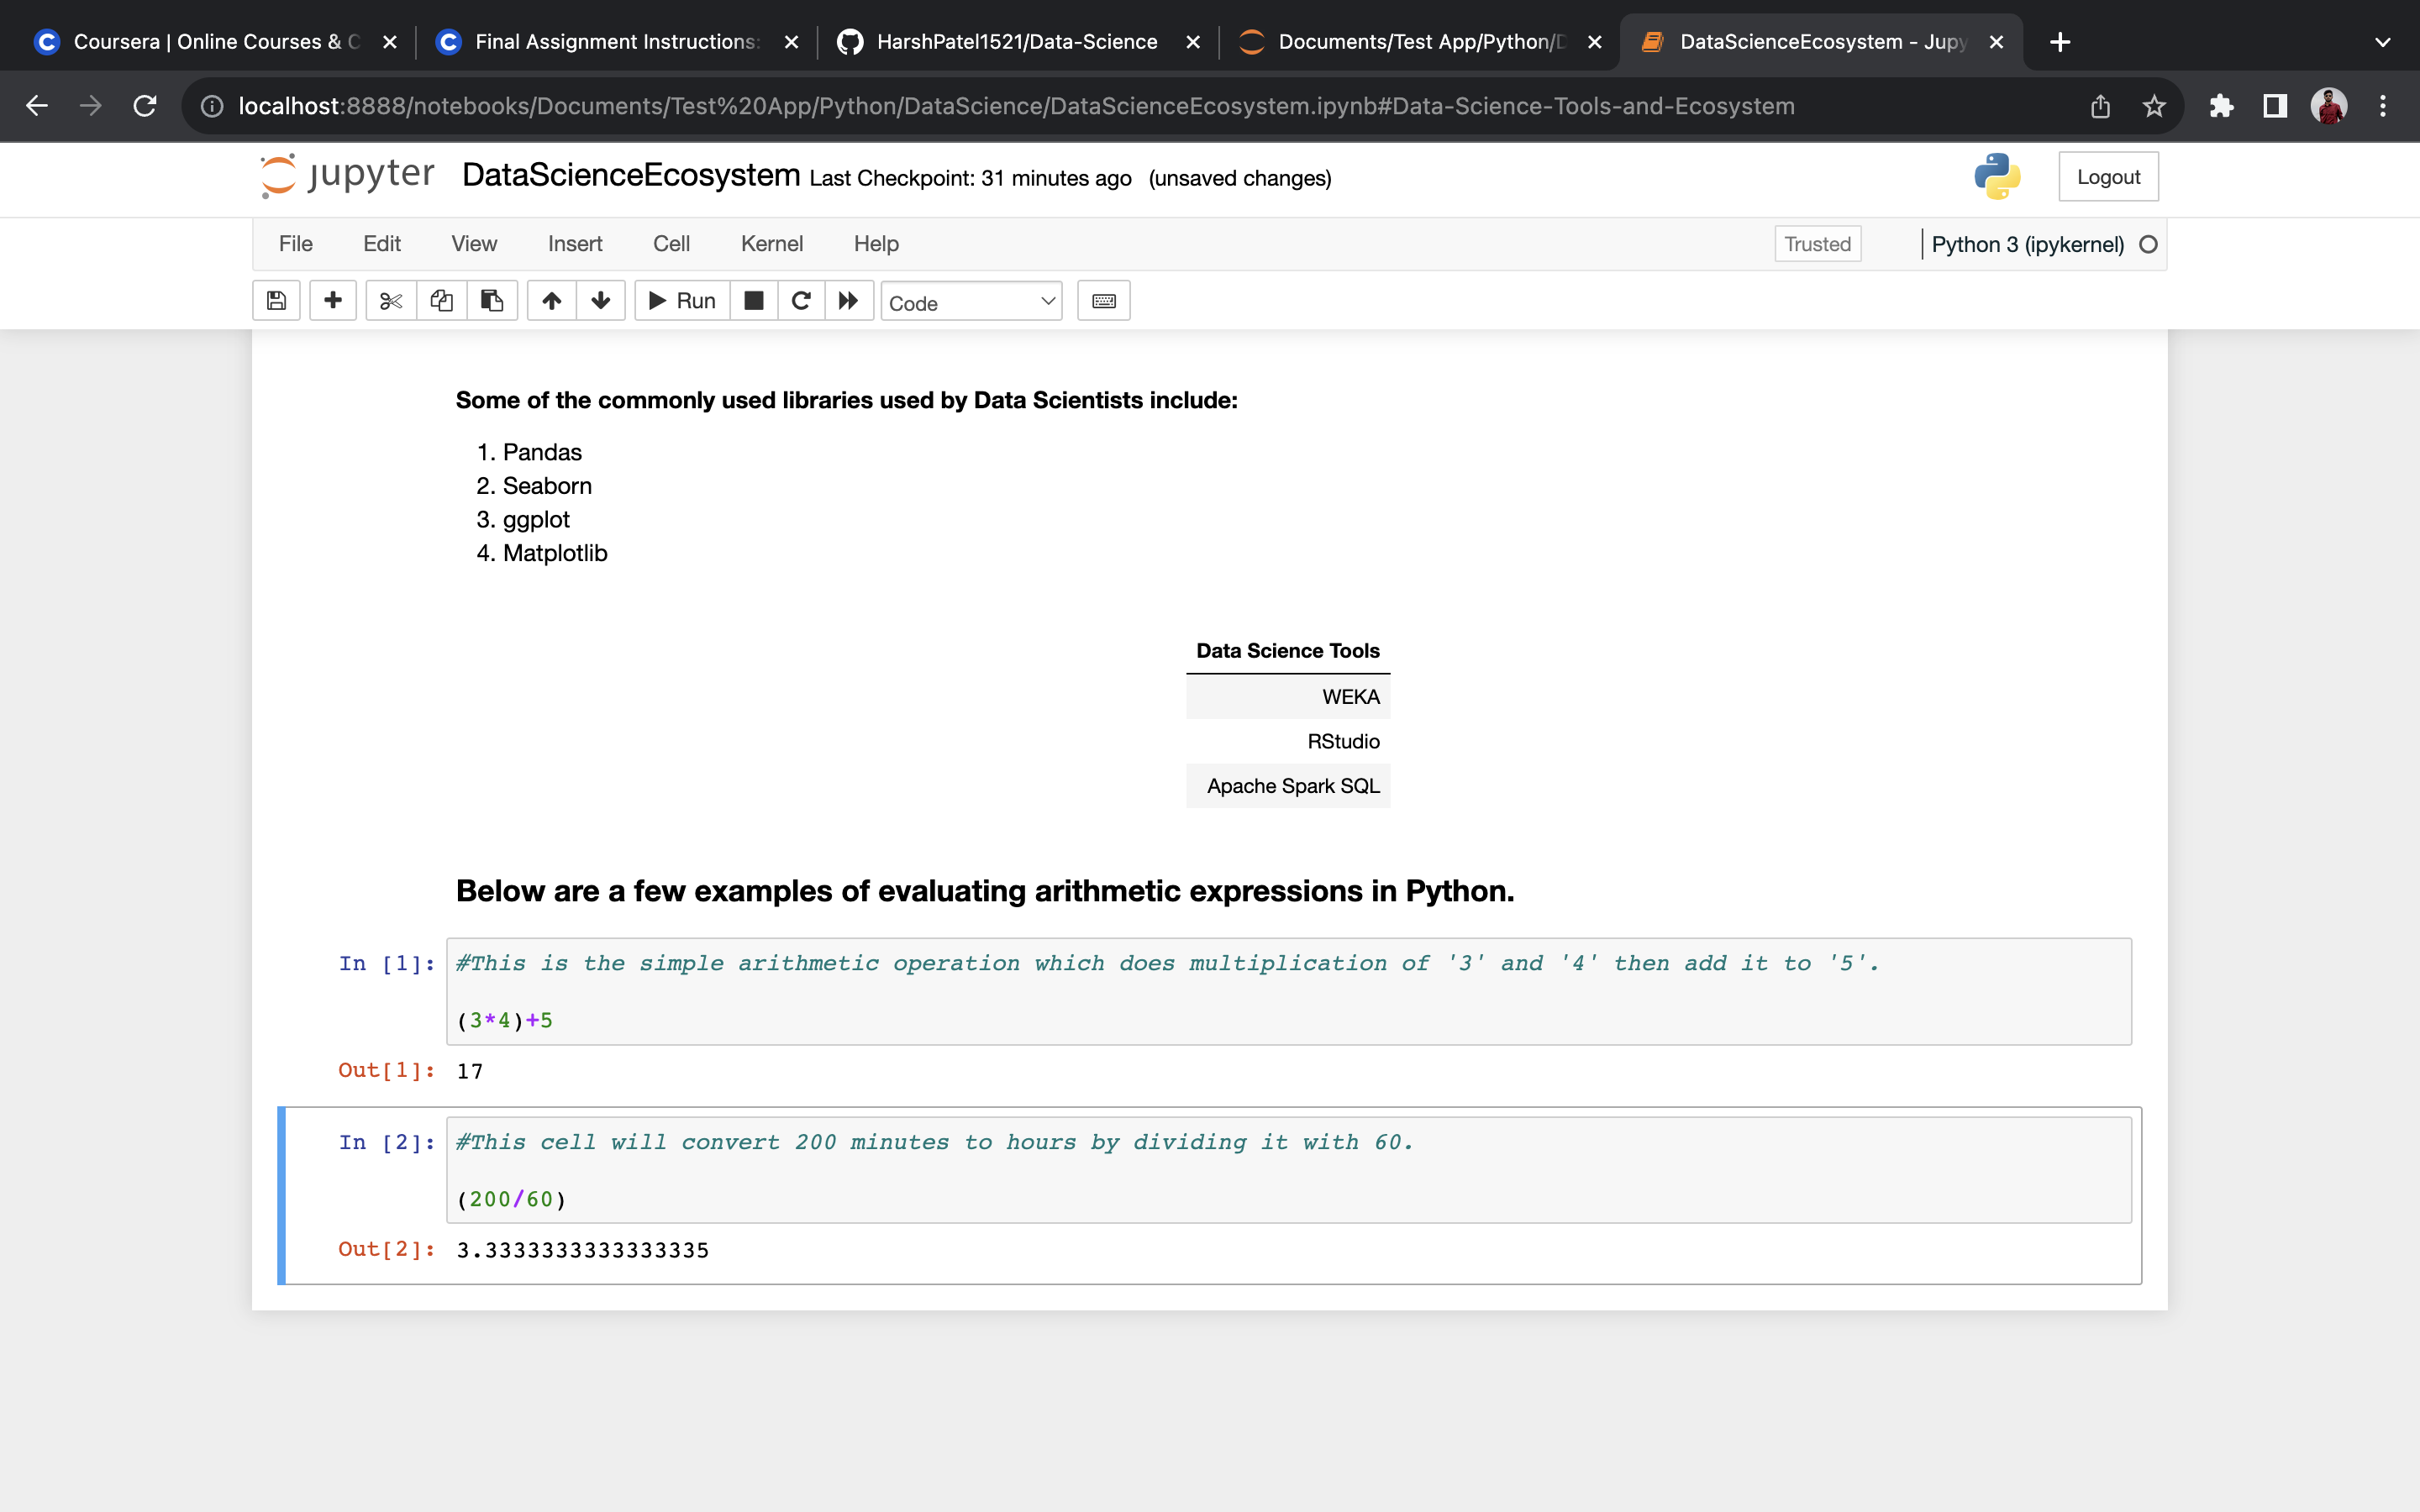 Coursera | Online Courses &
Final Assignment Instructions:
HarshPatel1521/Data-Science
Documents/Test App/Python/
DataScienceEcosystem - Jupy
localhost:8888/notebooks/Documents/Test%20App/Python/DataScience/DataScienceEcosystem.ipynb#Data-Science-Tools-and-Ecosystem
jupyter DataScienceEcosystem Last Checkpoint: 31 minutes ago (unsaved changes)
Logout
File Edit View Insert Cell Kernel Help
Trusted
Python 3 (ipykernel)
Run
Code
Some of the commonly used libraries used by Data Scientists include:
1. Pandas
2. Seaborn
3. ggplot
4. Matplotlib
Data Science Tools
WEKA
RStudio
Apache Spark SQL
Below are a few examples of evaluating arithmetic expressions in Python.
In [1]: #This is the simple arithmetic operation which does multiplication of '3' and '4' then add it to '5'.
(3*4)+5
Out[1]: 17
In [2]: #This cell will convert 200 minutes to hours by dividing it with 60.
(200/60)
Out[2]: 3.3333333333333335